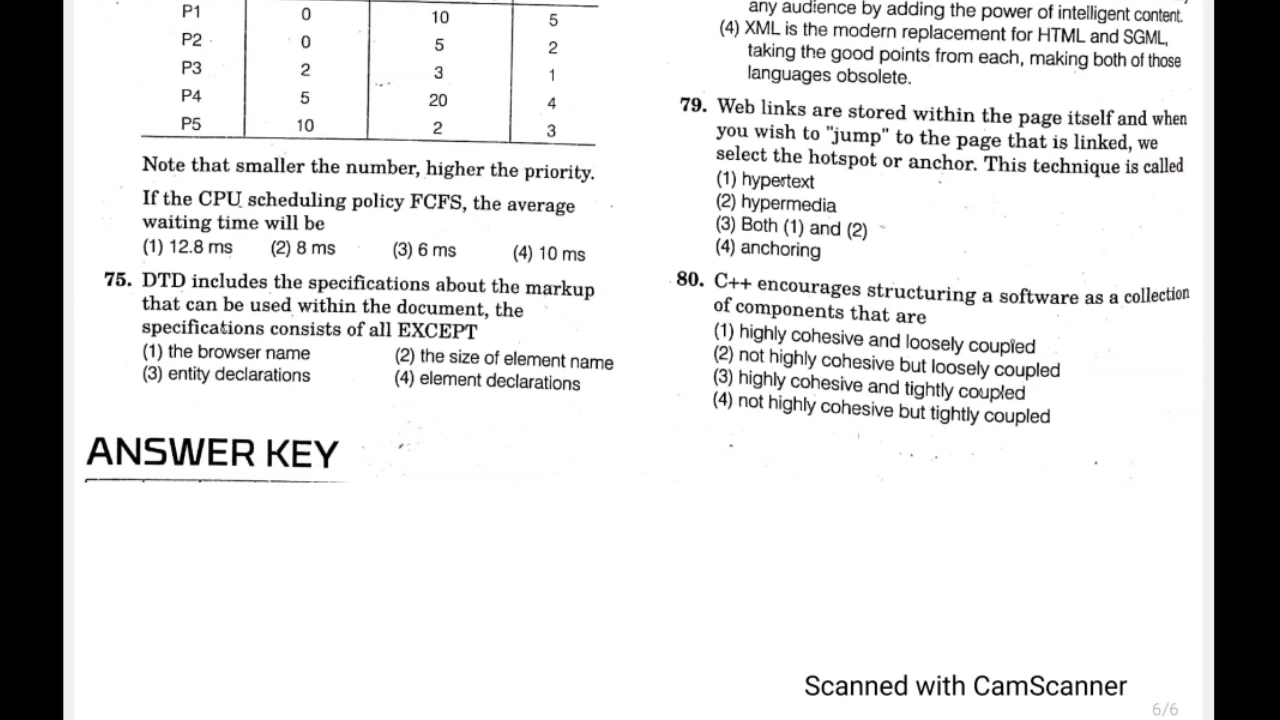 P1 0 10 5
P2 0 5 2
P3 2 3 1
P4 5 20 4
P5 10 2 3
Note that smaller the number, higher the priority.
If the CPU scheduling policy FCFS, the average
waiting time will be
(1) 12.8 ms (2) 8 ms (3) 6 ms (4) 10 ms
75. DTD includes the specifications about the markup
that can be used within the document, the
specifications consists of all EXCEPT
(1) the browser name (2) the size of element name
(3) entity declarations (4) element declarations
any audience by adding the power of intelligent content.
(4) XML is the modern replacement for HTML and SGML,
taking the good points from each, making both of those
languages obsolete.
79. Web links are stored within the page itself and when
you wish to "jump" to the page that is linked, we
select the hotspot or anchor. This technique is called
(1) hypertext
(2) hypermedia
(3) Both (1) and (2)
(4) anchoring
80. C++ encourages structuring a software as a collection
of components that are
(1) highly cohesive and loosely coupled
(2) not highly cohesive but loosely coupled
(3) highly cohesive and tightly coupled
(4) not highly cohesive but tightly coupled
ANSWER KEY
Scanned with CamScanner
6/6